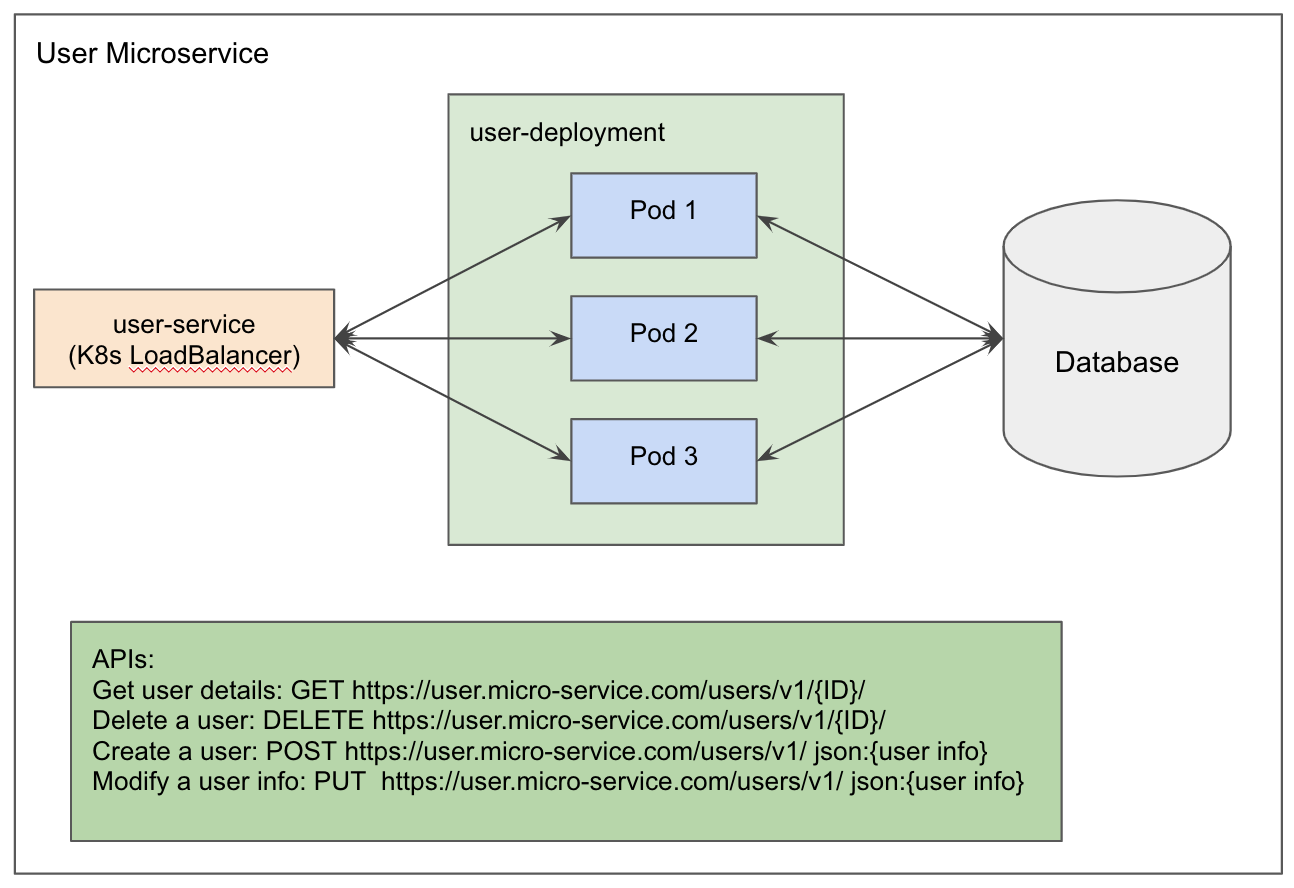 User Microservice
user-deployment
Pod 1
user-service
(K8s LoadBalancer)
Pod 2
Database
Pod 3
APIs:
Get user details: GET https://user.micro-service.com/users/v1/{ID}/
Delete a user: DELETE https://user.micro-service.com/users/v1/{ID}/
Create a user: POST https://user.micro-service.com/users/v1/ json:{user info}
Modify a user info: PUT  https://user.micro-service.com/users/v1/ json:{user info}